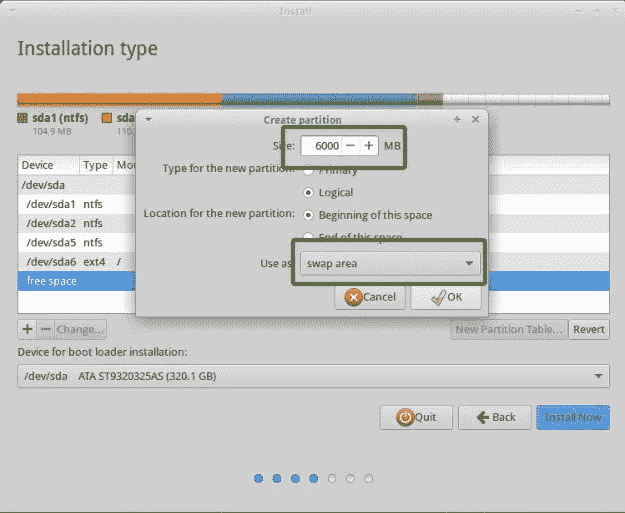 Install
Installation type
sda1 (ntfs) sda
104.9 MB 110.
Create partition
Size: 6000 MB
Type for the new partition: Primary
Logical
Location for the new partition: Beginning of this space
End of this space
Use as swap area
Cancel OK
Device Type Mou
/dev/sda
/dev/sda1 ntfs
/dev/sda2 ntfs
/dev/sda5 ntfs
/dev/sda6 ext4 /
free space
Change... New Partition Table... Revert
Device for boot loader installation:
/dev/sda ATA ST9320325AS (320.1 GB)
Quit Back Install Now